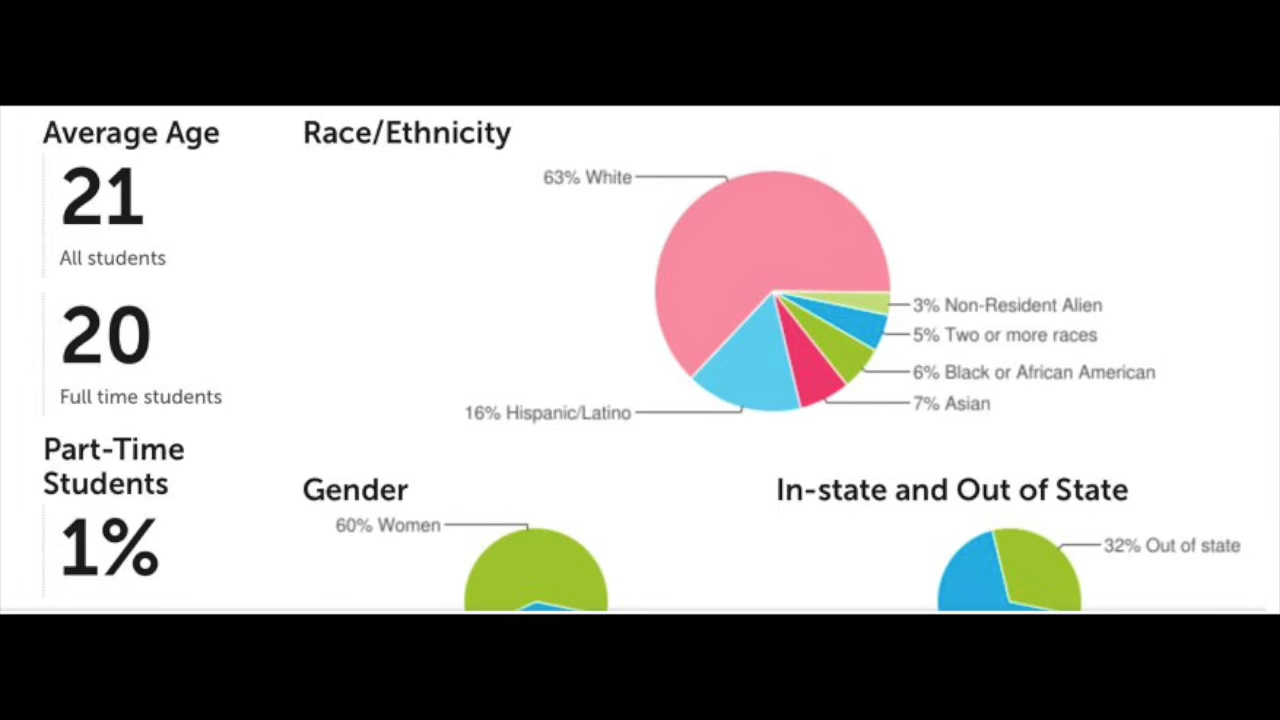 Average Age
21
All students
20
Full time students
Part-Time
Students
1%
Race/Ethnicity
63% White
3% Non-Resident Alien
5% Two or more races
6% Black or African American
7% Asian
16% Hispanic/Latino
Gender
60% Women
In-state and Out of State
32% Out of state